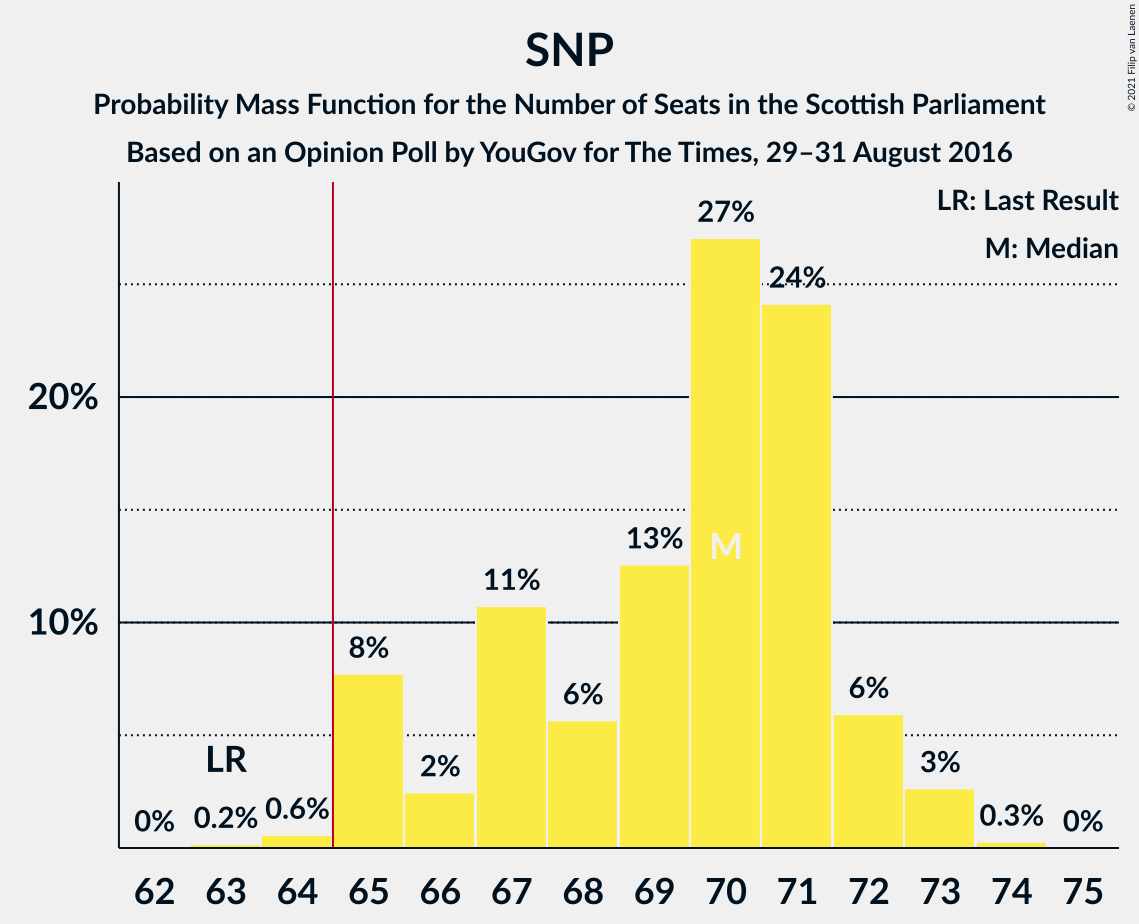 SNP
Probability Mass Function for the Number of Seats in the Scottish Parliament
Based on an Opinion Poll by YouGov for The Times, 29–31 August 2016
© 2021 Filip van Laenen
LR: Last Result
M: Median
20%
10%
0%
0.2%
0.6%
8%
2%
11%
6%
13%
27%
24%
6%
3%
0.3%
0%
LR
M
62 63 64 65 66 67 68 69 70 71 72 73 74 75